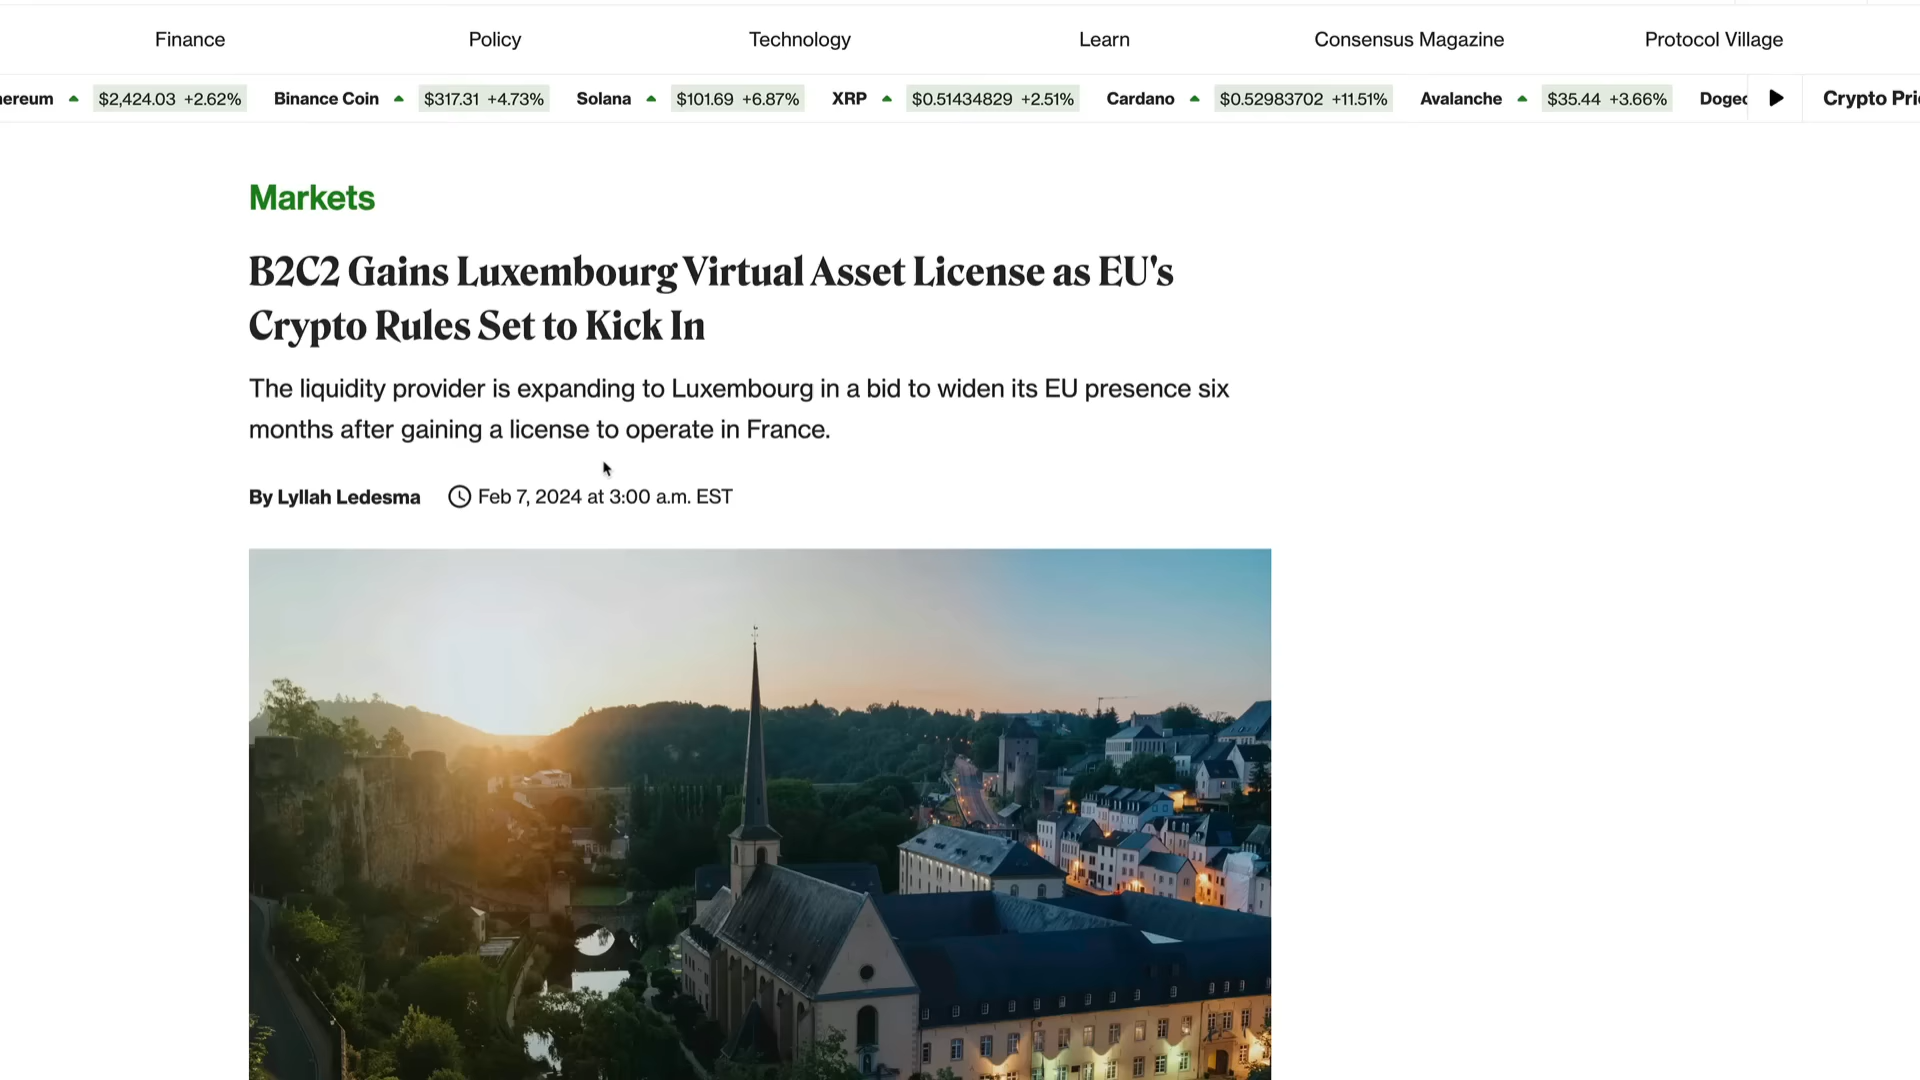 Finance Policy Technology Learn Consensus Magazine Protocol Village
ereum $2,424.03 +2.62% Binance Coin $317.31 +4.73% Solana $101.69 +6.87% XRP $0.51434829 +2.51% Cardano $0.52983702 +11.51% Avalanche $35.44 +3.66% Dogec Crypto Pri
Markets
B2C2 Gains Luxembourg Virtual Asset License as EU's
Crypto Rules Set to Kick In
The liquidity provider is expanding to Luxembourg in a bid to widen its EU presence six
months after gaining a license to operate in France.
By Lyllah Ledesma Feb 7, 2024 at 3:00 a.m. EST